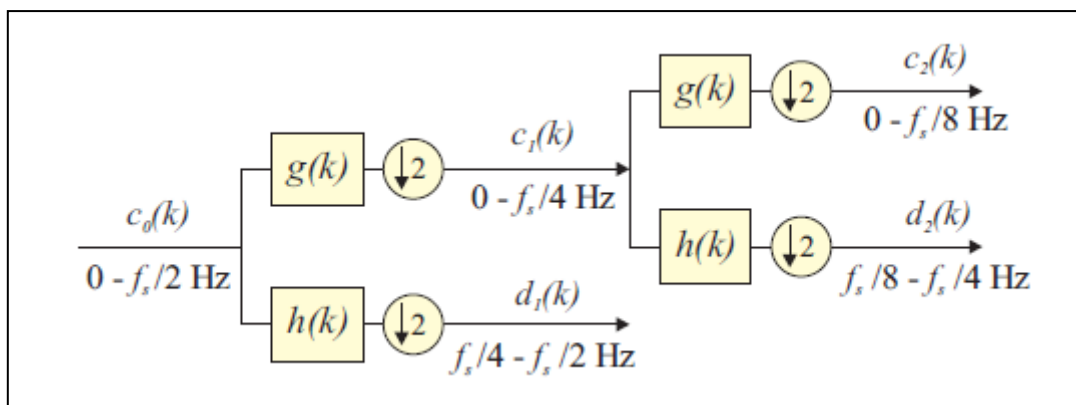 c₂(k)
g(k) ↓2
0 - fₛ/8 Hz
c₁(k)
g(k) ↓2
0 - fₛ/4 Hz
c₀(k)
0 - fₛ/2 Hz
d₂(k)
h(k) ↓2
fₛ/8 - fₛ/4 Hz
d₁(k)
h(k) ↓2
fₛ/4 - fₛ/2 Hz